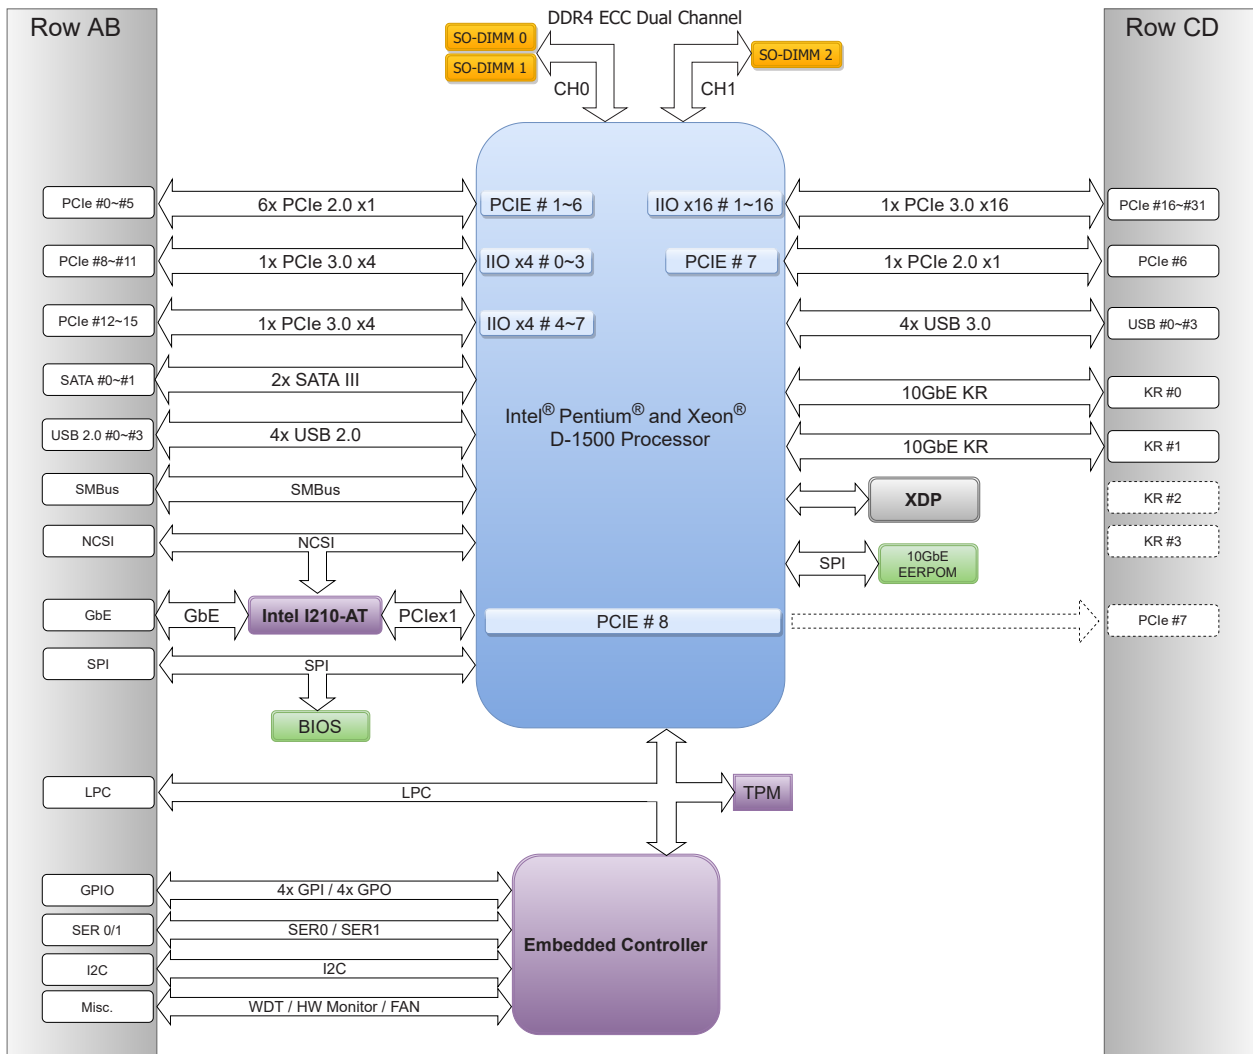 Row AB
DDR4 ECC Dual Channel
Row CD
SO-DIMM 0
SO-DIMM 1
SO-DIMM 2
CH0
CH1
PCIe #0~#5
6x PCIe 2.0 x1
PCIE # 1~6
IIO x16 # 1~16
1x PCIe 3.0 x16
PCIe #16~#31
PCIe #8~#11
1x PCIe 3.0 x4
IIO x4 # 0~3
PCIE # 7
1x PCIe 2.0 x1
PCIe #6
PCIe #12~15
1x PCIe 3.0 x4
IIO x4 # 4~7
4x USB 3.0
USB #0~#3
SATA #0~#1
2x SATA III
10GbE KR
KR #0
Intel® Pentium® and Xeon®
D-1500 Processor
USB 2.0 #0~#3
4x USB 2.0
10GbE KR
KR #1
SMBus
SMBus
XDP
KR #2
NCSI
NCSI
KR #3
SPI
10GbE
EERPOM
GbE
GbE
Intel I210-AT
PCIex1
PCIE # 8
PCIe #7
SPI
SPI
BIOS
LPC
LPC
TPM
GPIO
4x GPI / 4x GPO
SER 0/1
SER0 / SER1
Embedded Controller
I2C
I2C
Misc.
WDT / HW Monitor / FAN